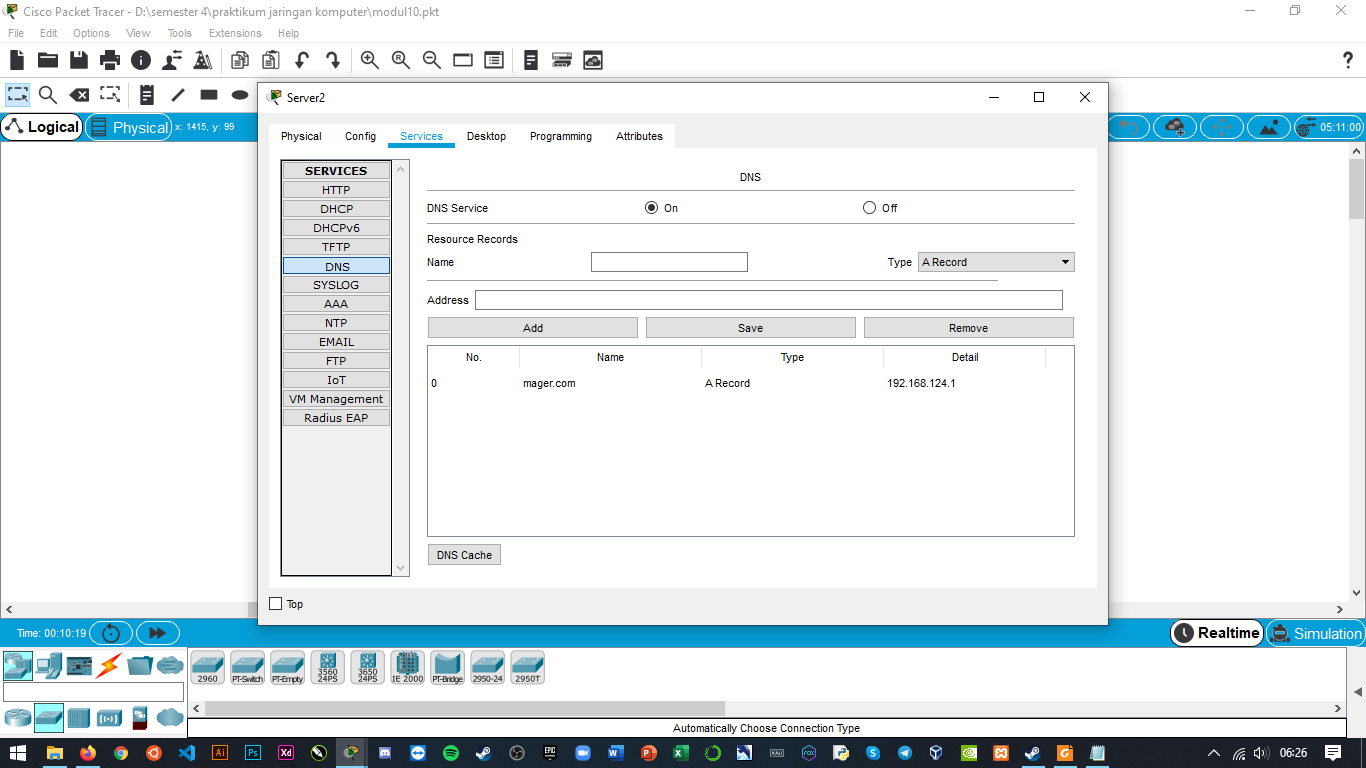 Cisco Packet Tracer - D:\semester 4\praktikum jaringan komputer\modul10.pkt
File Edit Options View Tools Extensions Help
?
Server2
Logical Physical x: 1415, y: 99 05:11:00
Physical Config Services Desktop Programming Attributes
SERVICES
HTTP
DHCP
DHCPv6
TFTP
DNS
SYSLOG
AAA
NTP
EMAIL
FTP
IoT
VM Management
Radius EAP
DNS
DNS Service On Off
Resource Records
Name Type A Record
Address
Add Save Remove
No. Name Type Detail
0 mager.com A Record 192.168.124.1
DNS Cache
Top
Time: 00:10:19 Realtime Simulation
2960 PT-Switch PT-Empty 3560 24PS 3650 24PS IE 2000 PT-Bridge 2950-24 2950T
Automatically Choose Connection Type
Ai Ps Xd EPIC 06:26